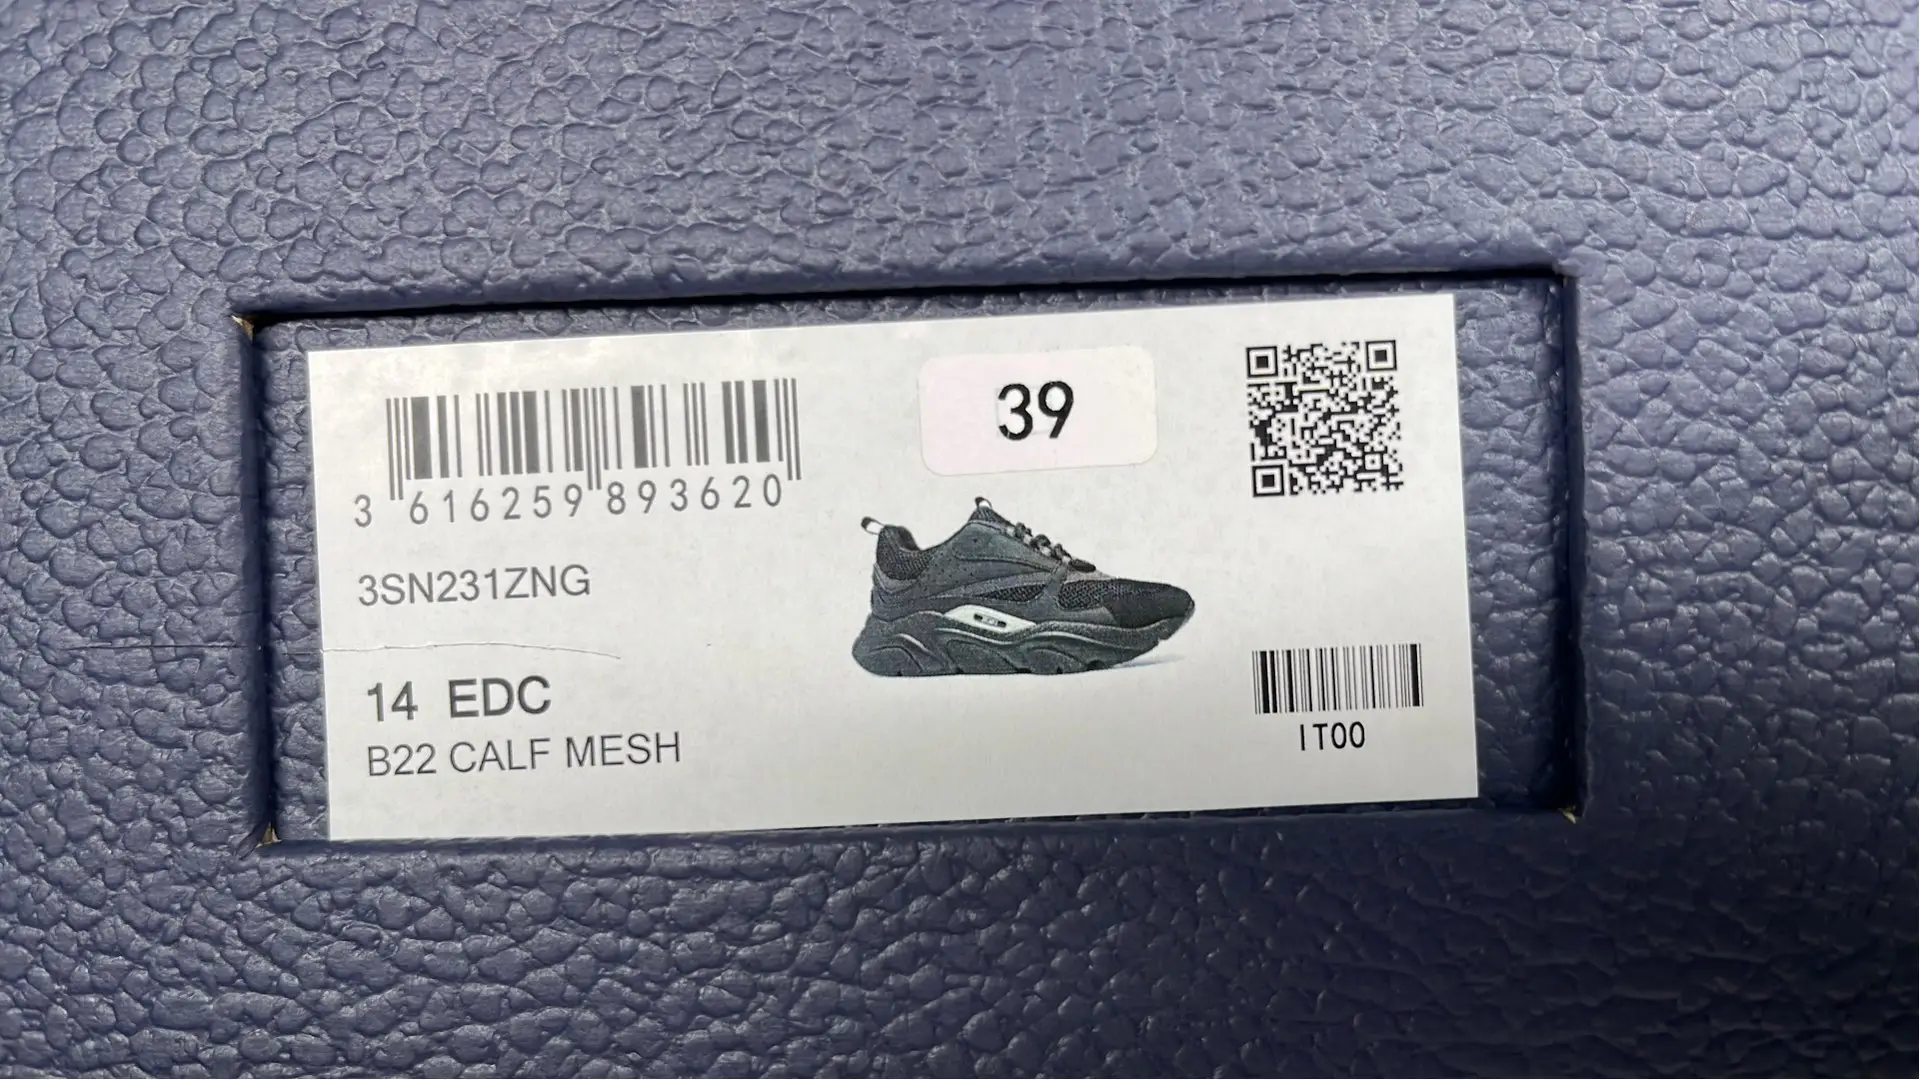 39
3 616259 893620
3SN231ZNG
14 EDC
B22 CALF MESH
IT00